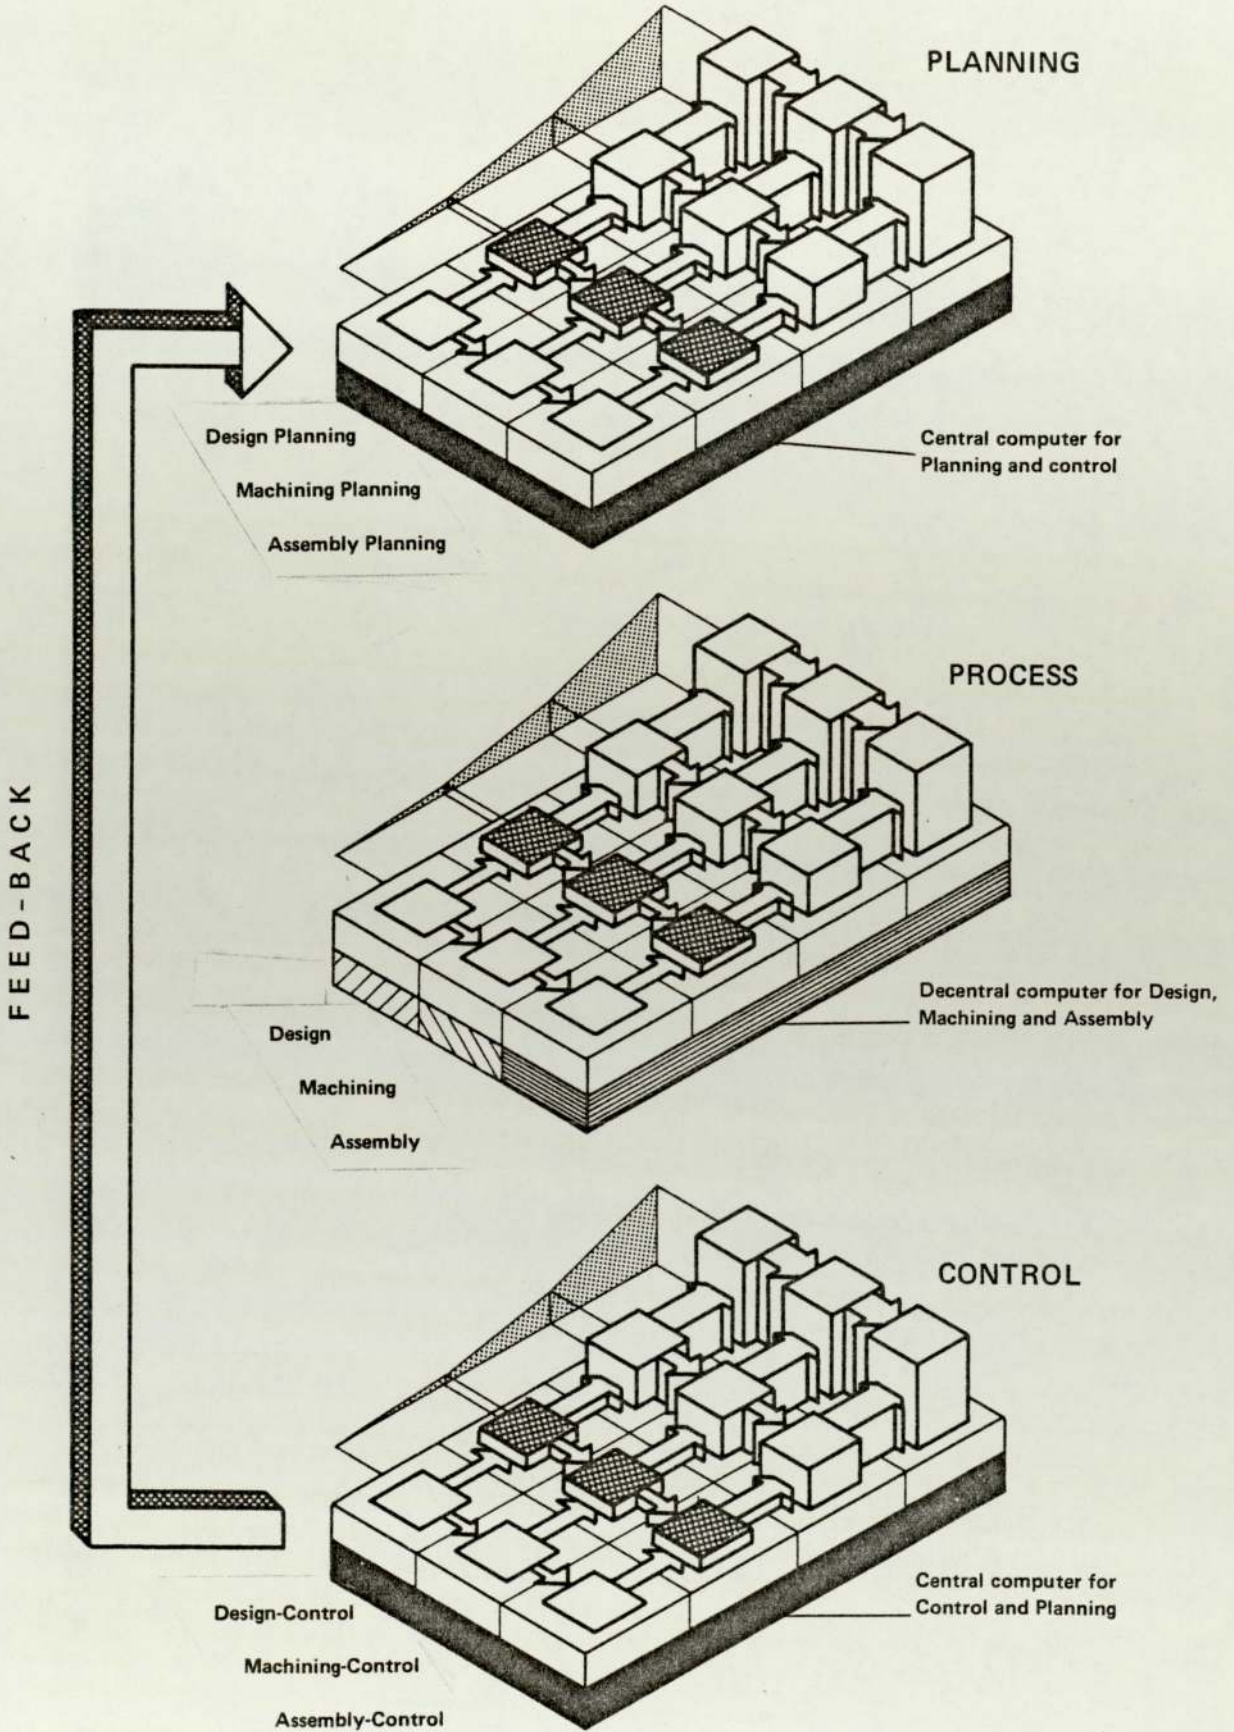 PLANNING
Design Planning
Machining Planning
Assembly Planning
Central computer for
Planning and control
FEED-BACK
PROCESS
Design
Machining
Assembly
Decentral computer for Design,
Machining and Assembly
CONTROL
Design-Control
Machining-Control
Assembly-Control
Central computer for
Control and Planning